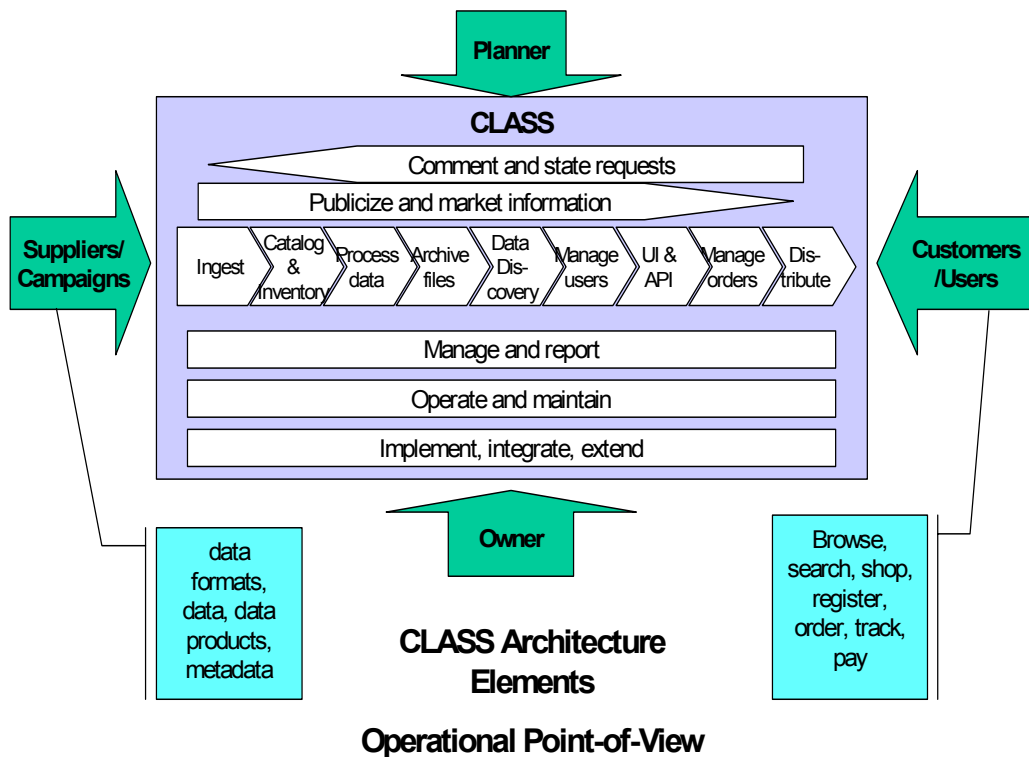 Planner
CLASS
Comment and state requests
Publicize and market information
Suppliers/
Campaigns
Ingest
Catalog
&
Inventory
Process
data
Archive
files
Data
Dis-
covery
Manage
users
UI &
API
Manage
orders
Dis-
tribute
Customers
/Users
Manage and report
Operate and maintain
Implement, integrate, extend
Owner
data
formats,
data, data
products,
metadata
Browse,
search, shop,
register,
order, track,
pay
CLASS Architecture
Elements
Operational Point-of-View